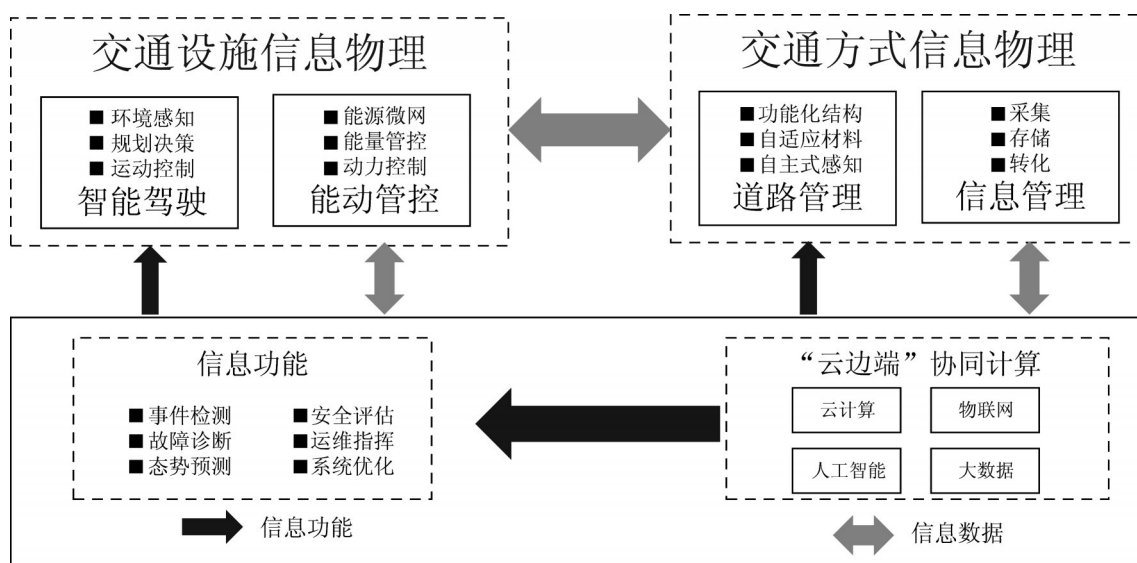 交通设施信息物理
■环境感知
■规划决策
■运动控制
智能驾驶
■能源微网
■能量管控
■动力控制
能动管控
交通方式信息物理
■功能化结构
■自适应材料
■自主式感知
道路管理
■采集
■存储
■转化
信息管理
信息功能
■事件检测
■故障诊断
■态势预测
■安全评估
■运维指挥
■系统优化
“云边端”协同计算
云计算
物联网
人工智能
大数据
信息功能
信息数据